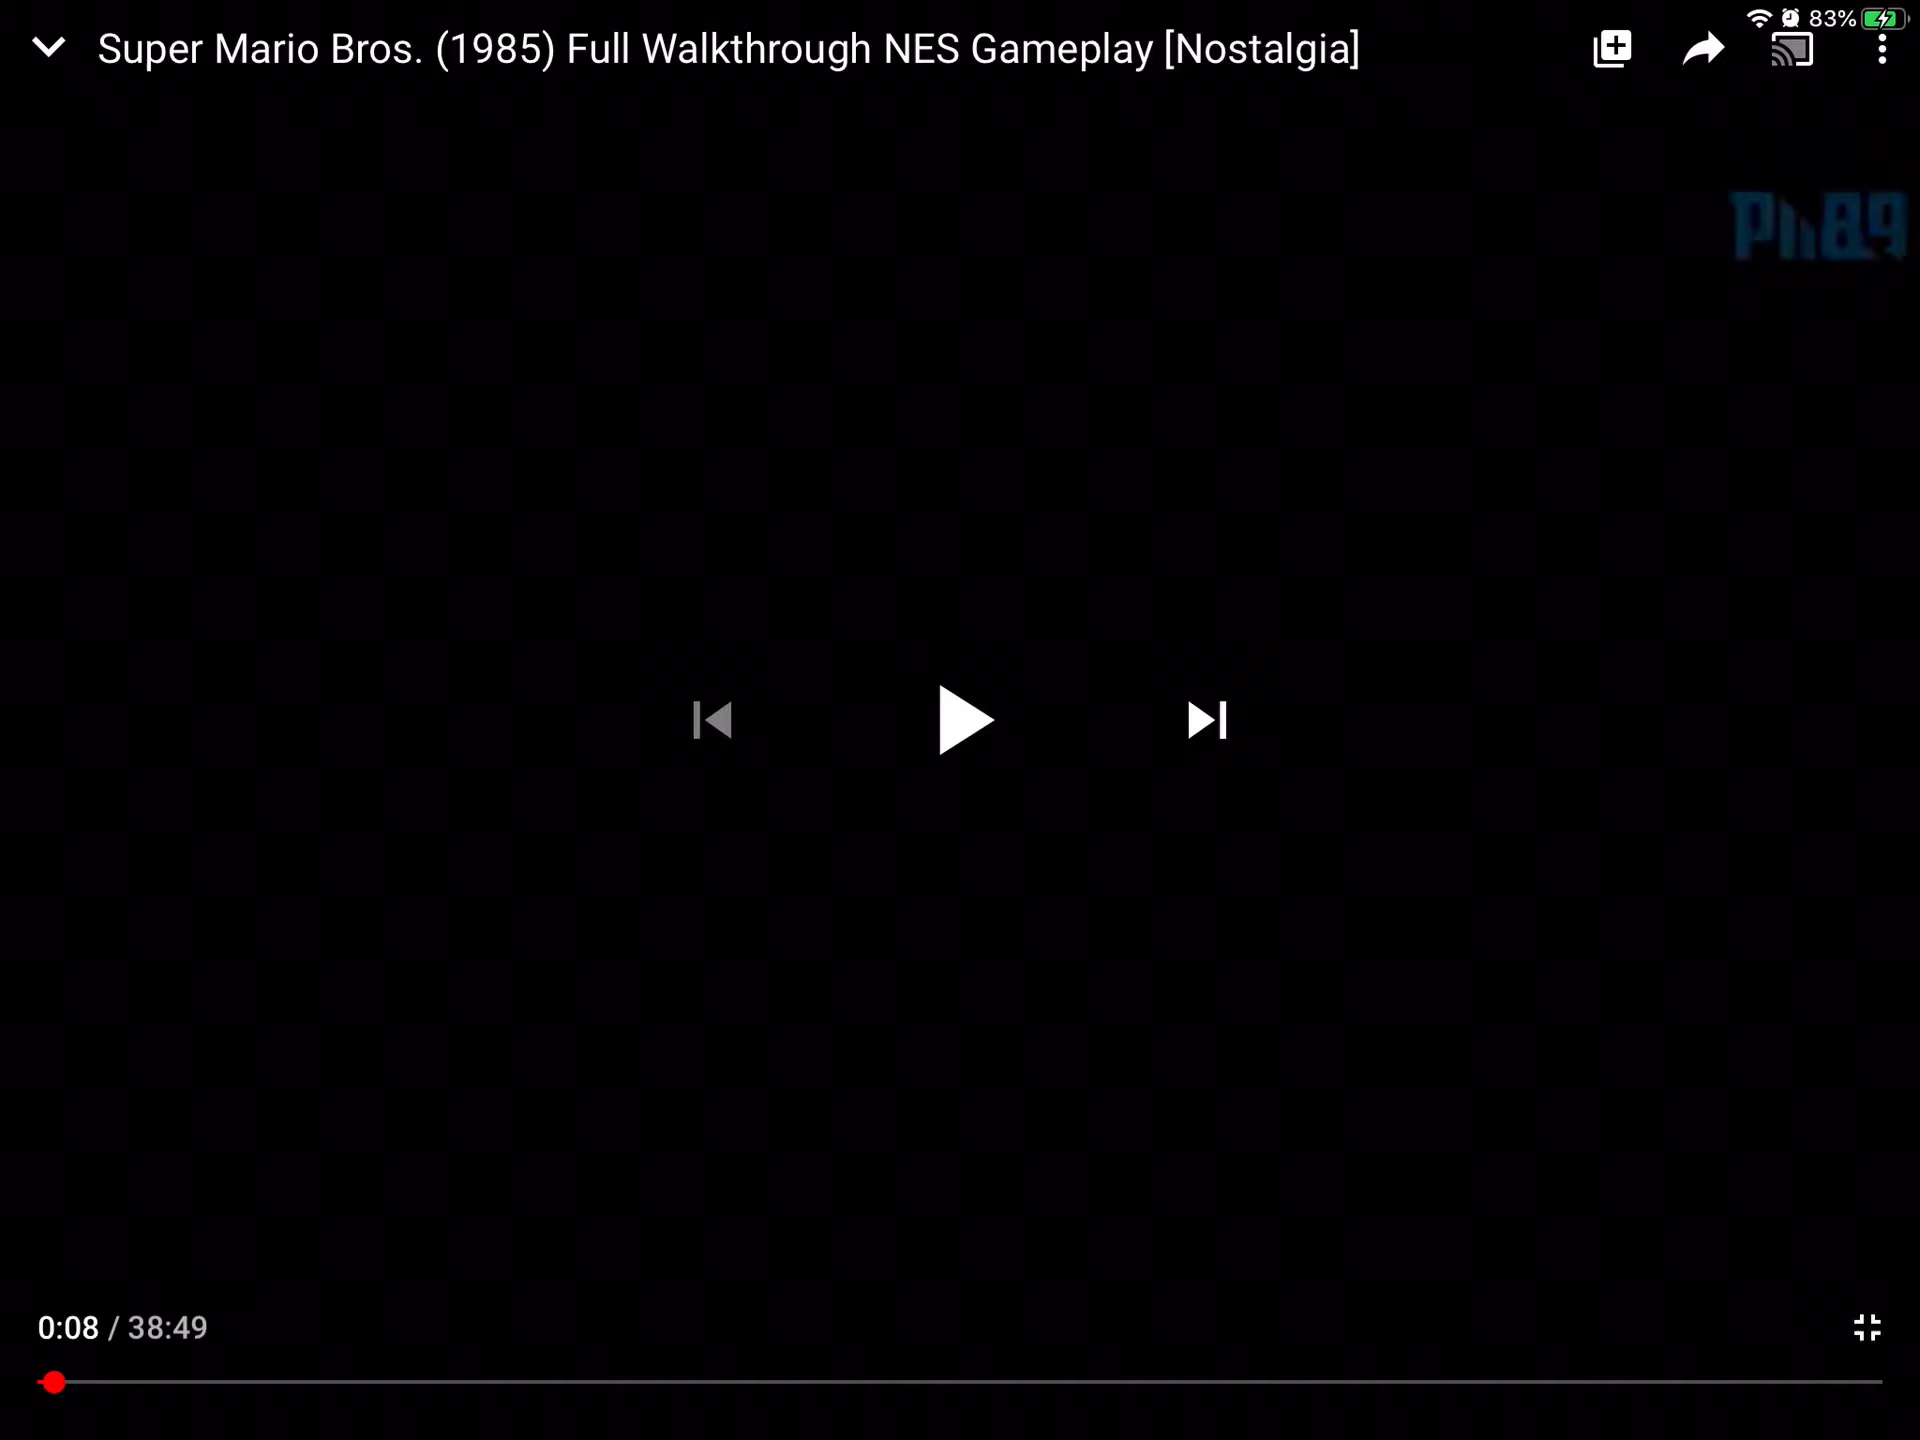 83%
Super Mario Bros. (1985) Full Walkthrough NES Gameplay [Nostalgia]
Ph89
0:08 / 38:49